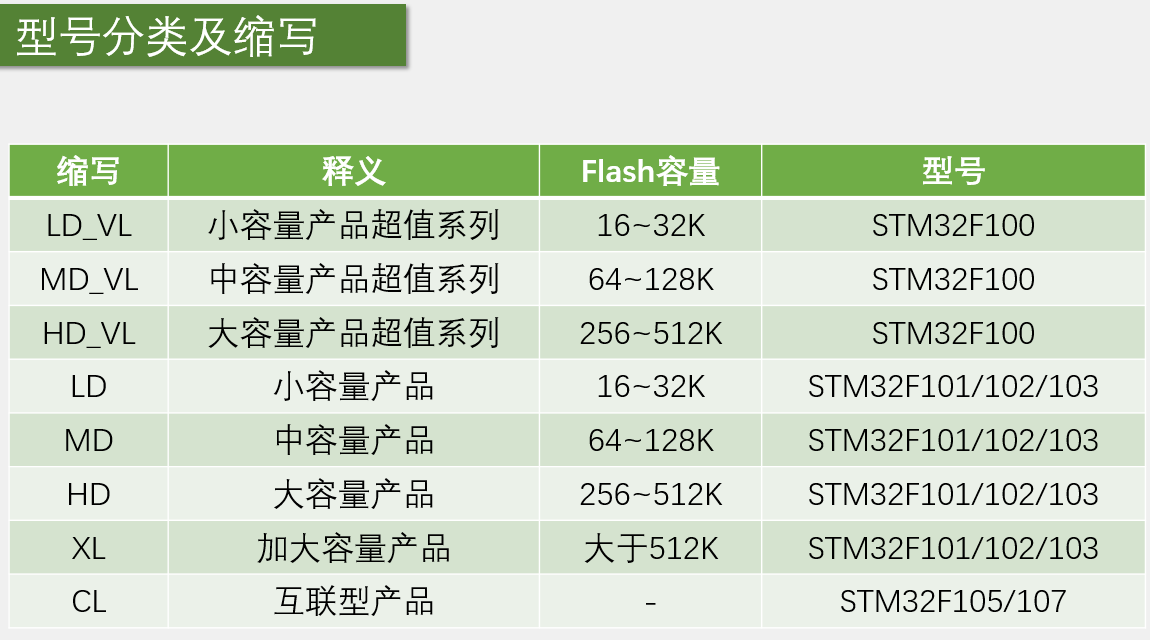 型号分类及缩写
缩写 释义 Flash容量 型号
LD_VL 小容量产品超值系列 16~32K STM32F100
MD_VL 中容量产品超值系列 64~128K STM32F100
HD_VL 大容量产品超值系列 256~512K STM32F100
LD 小容量产品 16~32K STM32F101/102/103
MD 中容量产品 64~128K STM32F101/102/103
HD 大容量产品 256~512K STM32F101/102/103
XL 加大容量产品 大于512K STM32F101/102/103
CL 互联型产品 - STM32F105/107